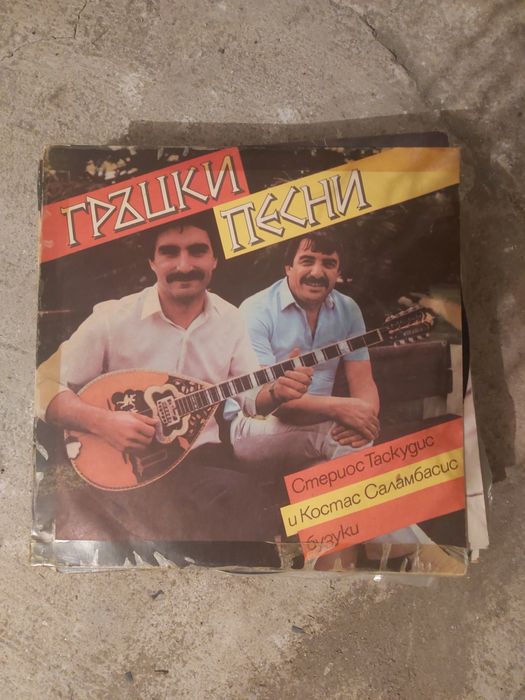 ГРЪЦКИ
ПЕСНИ
Стериос Таскудис
и Костас Саламбасис
бузуки